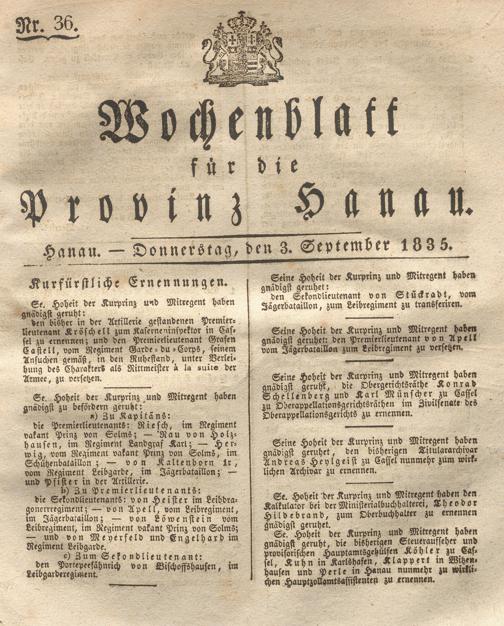 Nr. 36.
Wochenblatt
für die
Provinz Hanau.
Hanau. — Donnerstag, den 3. September 1835.
Kurfürstliche Ernennungen.
Se. Hoheit der Kurprinz und Mitregent haben
gnädigst geruht:
den bisher in der Artillerie gestandenen Premier-
lieutenant Kröschell zum Kaserneninspektor in Cas-
sel zu ernennen; und den Premierlieutenant Grafen
Castell, vom Regiment Garde-du-Corps, seinem
Ansuchen gemäß, in den Ruhestand, unter Verlei-
hung des Charakters als Rittmeister à la suite der
Armee, zu versetzen.
Se. Hoheit der Kurprinz und Mitregent haben
gnädigst zu befördern geruht:
a) Zu Kapitäns:
die Premierlieutenants: Riesch, im Regiment
vakant Prinz von Solms; — Rau von Holz-
hausen, im Regiment Landgraf Karl; — Her-
wig, vom Regiment vakant Prinz von Solms, im
Schützenbataillon; — von Kaltenborn 1r,
vom Regiment Leibgarde, im Jägerbataillon; —
und Pfister in der Artillerie.
b) Zu Premierlieutenants:
die Sekondlieutenants: von Heister im Leibdra-
gonerregiment; — von Apell, vom Leibregiment,
im Jägerbataillon; — von Löwenstein vom
Leibregiment, im Regiment vakant Prinz von Solms;
— und von Meyerfeld und Engelhard im
Regiment Leibgarde.
c) Zum Sekondlieutenant:
den Portepeefähnrich von Bischoffshausen, im
Leibgarderegiment.
Seine Hoheit der Kurprinz und Mitregent haben
gnädigst geruhet:
den Sekondlieutenant von Stückradt, vom
Jägerbataillon, zum Leibregiment zu transferiren.
Seine Hoheit der Kurprinz und Mitregent haben
gnädigst geruhet: den Premierlieutenant von Apell
vom Jägerbataillon zum Leibregiment zu versetzen.
Seine Hoheit der Kurprinz und Mitregent haben
gnädigst geruht, die Obergerichtsräthe Konrad
Schellenberg und Karl Münscher zu Cassel
zu Oberappellationsgerichtsräthen im Civilsenate des
Oberappellationsgerichts zu ernennen.
Seine Hoheit der Kurprinz und Mitregent haben
gnädigst geruhet, den bisherigen Titulararchivar
Andreas Heylgeist zu Cassel nunmehr zum wirk-
lichen Archivar zu ernennen.
Se. Hoheit der Kurprinz und Mitregent haben den
Kalkulator bei der Ministerialbuchhalterei, Theodor
Hildebrand, zum Oberbuchhalter zu ernennen
gnädigst geruhet.
Se. Hoheit der Kurprinz und Mitregent haben
gnädigst geruhet, die bisherigen Steueraufseher und
provisorischen Hauptamtsgehülfen Köhler zu Cas-
sel, Kuhn in Karlshafen, Klappert in Witzen-
hausen und Perle in Hanau nunmehr zu wirkli-
chen Hauptzollamtsassistenten zu ernennen.